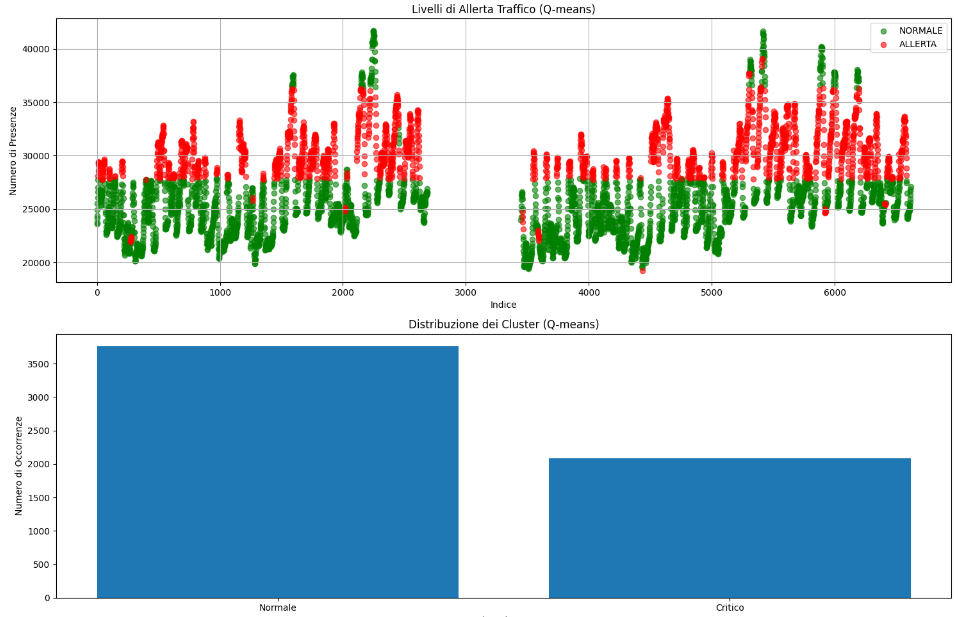 Livelli di Allerta Traffico (Q-means)
NORMALE
ALLERTA
Numero di Presenze
40000
35000
30000
25000
20000
0 1000 2000 3000 4000 5000 6000
Indice
Distribuzione dei Cluster (Q-means)
Numero di Occorrenze
3500
3000
2500
2000
1500
1000
500
0
Normale Critico